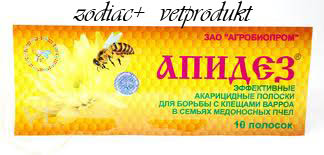 zodiac+ vetprodukt
ЗАО "АГРОБИОПРОМ"
АПИДЕЗ®
ЭФФЕКТИВНЫЕ
АКАРИЦИДНЫЕ ПОЛОСКИ
ДЛЯ БОРЬБЫ С КЛЕЩАМИ ВАРРОА
В СЕМЬЯХ МЕДОНОСНЫХ ПЧЕЛ
10 полосок